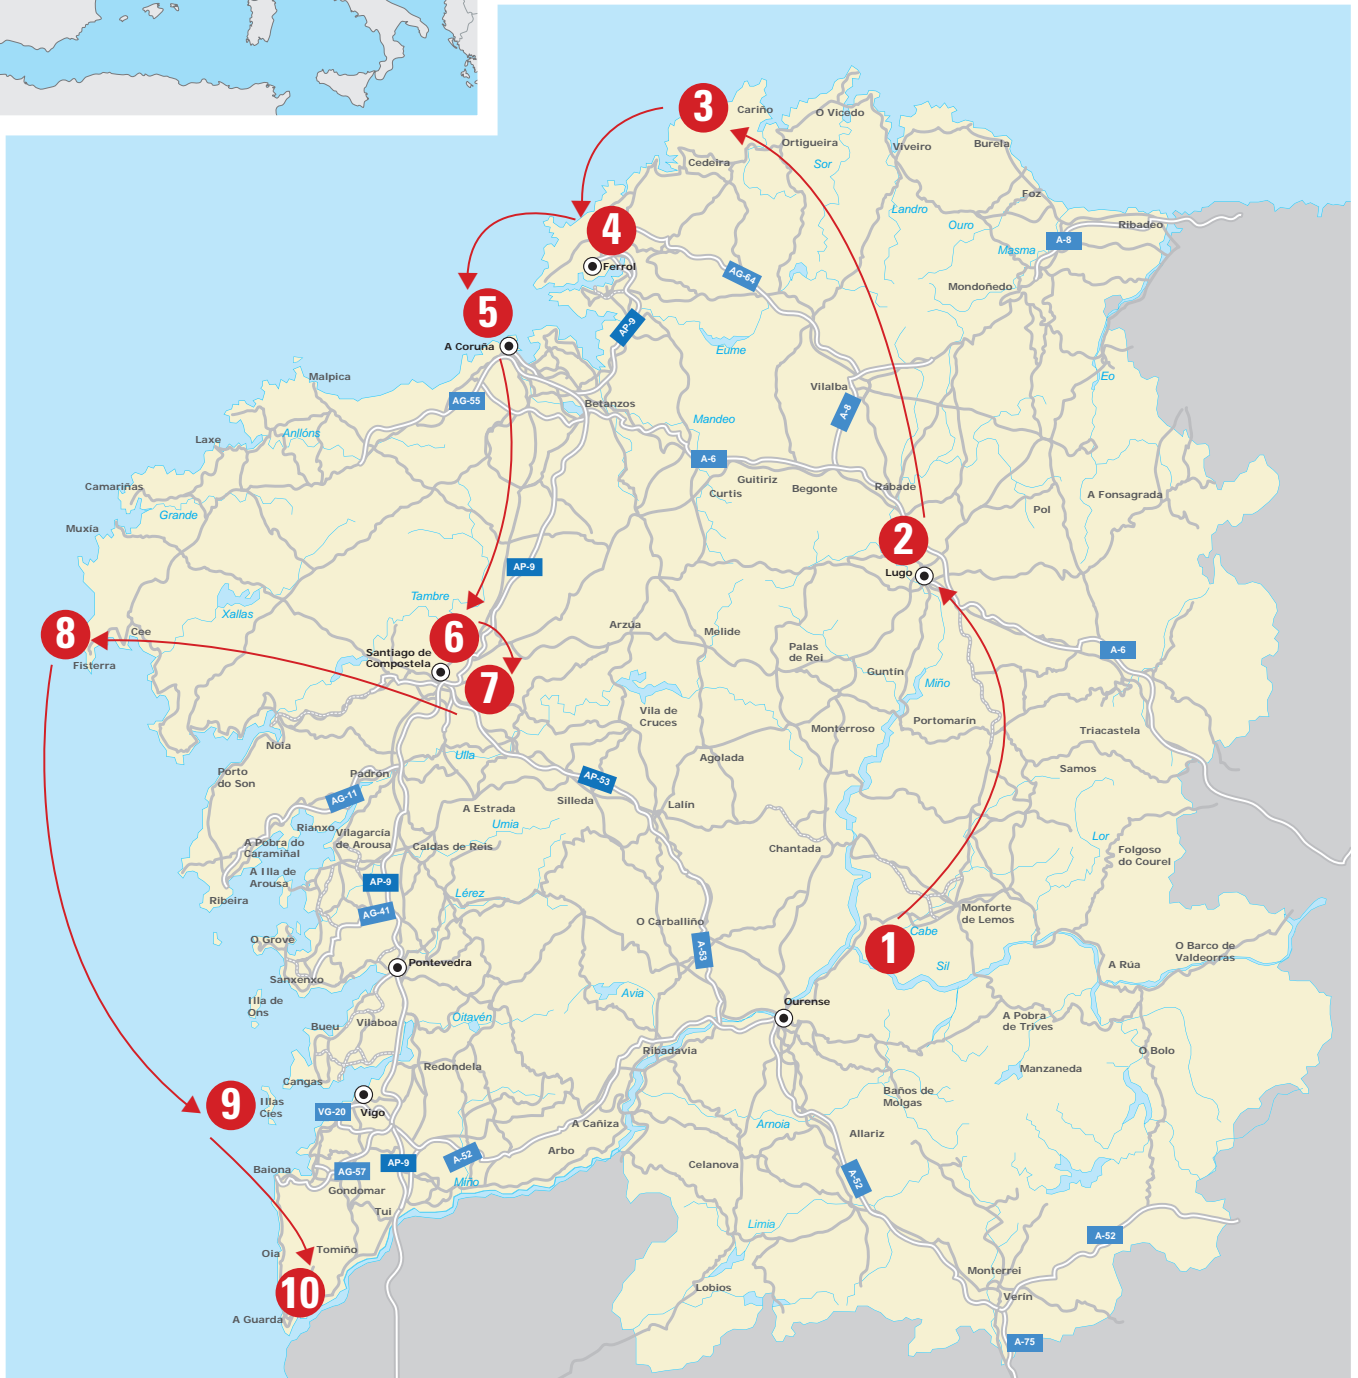 3
Cariño
O Vicedo
Ortigueira
Viveiro
Burela
Cedeira
Sor
Foz
Landro
Ouro
Ribadeo
4
A-8
Masma
Ferrol
AG-64
Mondoñedo
5
AP-9
A Coruña
Eume
Malpica
Eo
Vilalba
AG-55
Betanzos
A-8
Mandeo
Anllóns
Laxe
A-6
Guitiriz
Camariñas
Curtis
Begonte
Rábade
A Fonsagrada
Grande
Pol
Muxía
2
AP-9
Lugo
Tambre
Xallas
8
Cee
6
Arzúa
Melide
Fisterra
Santiago de
Compostela
Palas
de Rei
A-6
7
Guntín
Miño
Vila de
Cruces
Portomarín
Monterroso
Triacastela
Noia
Ulla
Agolada
Porto
do Son
Padrón
AP-53
Samos
AG-11
Silleda
Lalín
A Estrada
Rianxo
Umia
Vilagarcía
de Arousa
Lor
A Pobra do
Caramiñal
Caldas de Reis
Chantada
Folgoso
do Courel
A Illa de
Arousa
AP-9
Lérez
Ribeira
AG-41
O Carballiño
Monforte
de Lemos
1
Cabe
O Grove
A-53
O Barco de
Valdeorras
Pontevedra
Sil
A Rúa
Sanxenxo
Avia
Illa de
Ons
Ourense
Oitavén
A Pobra
de Trives
Bueu
Vilaboa
Ribadavia
O Bolo
Redondela
Manzaneda
Cangas
Baños de
Molgas
9
Illas
Cíes
VG-20
Vigo
A Cañiza
Arnoia
Allariz
Arbo
A-52
AP-9
Celanova
Baiona
AG-57
A-52
Miño
Gondomar
Tui
Limia
A-52
Oia
Tomiño
Monterrei
10
Lobios
Verín
A Guarda
A-75